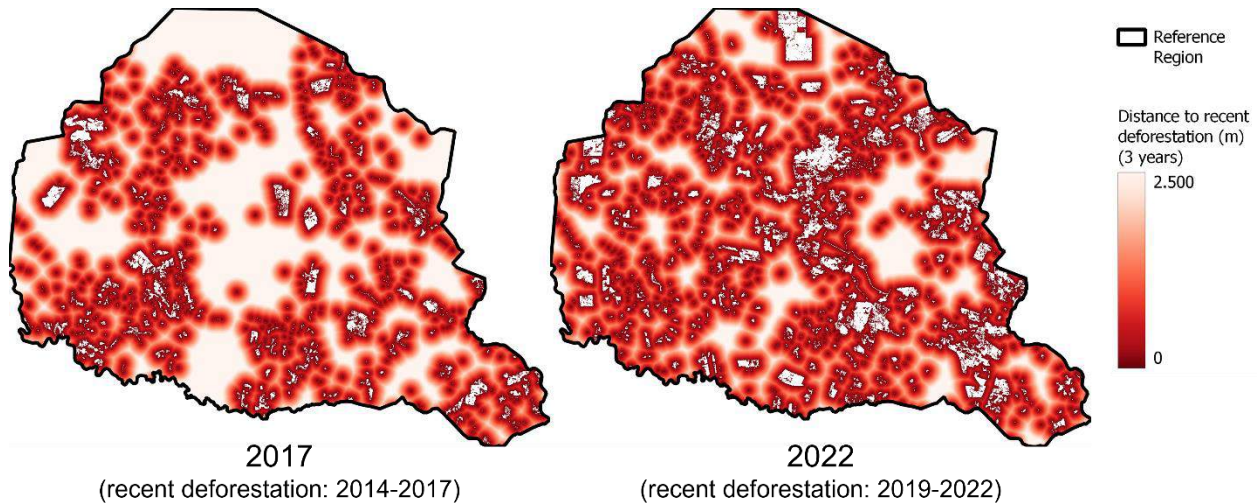 Reference
Region
Distance to recent
deforestation (m)
(3 years)
2.500
0
2017
(recent deforestation: 2014-2017)
2022
(recent deforestation: 2019-2022)